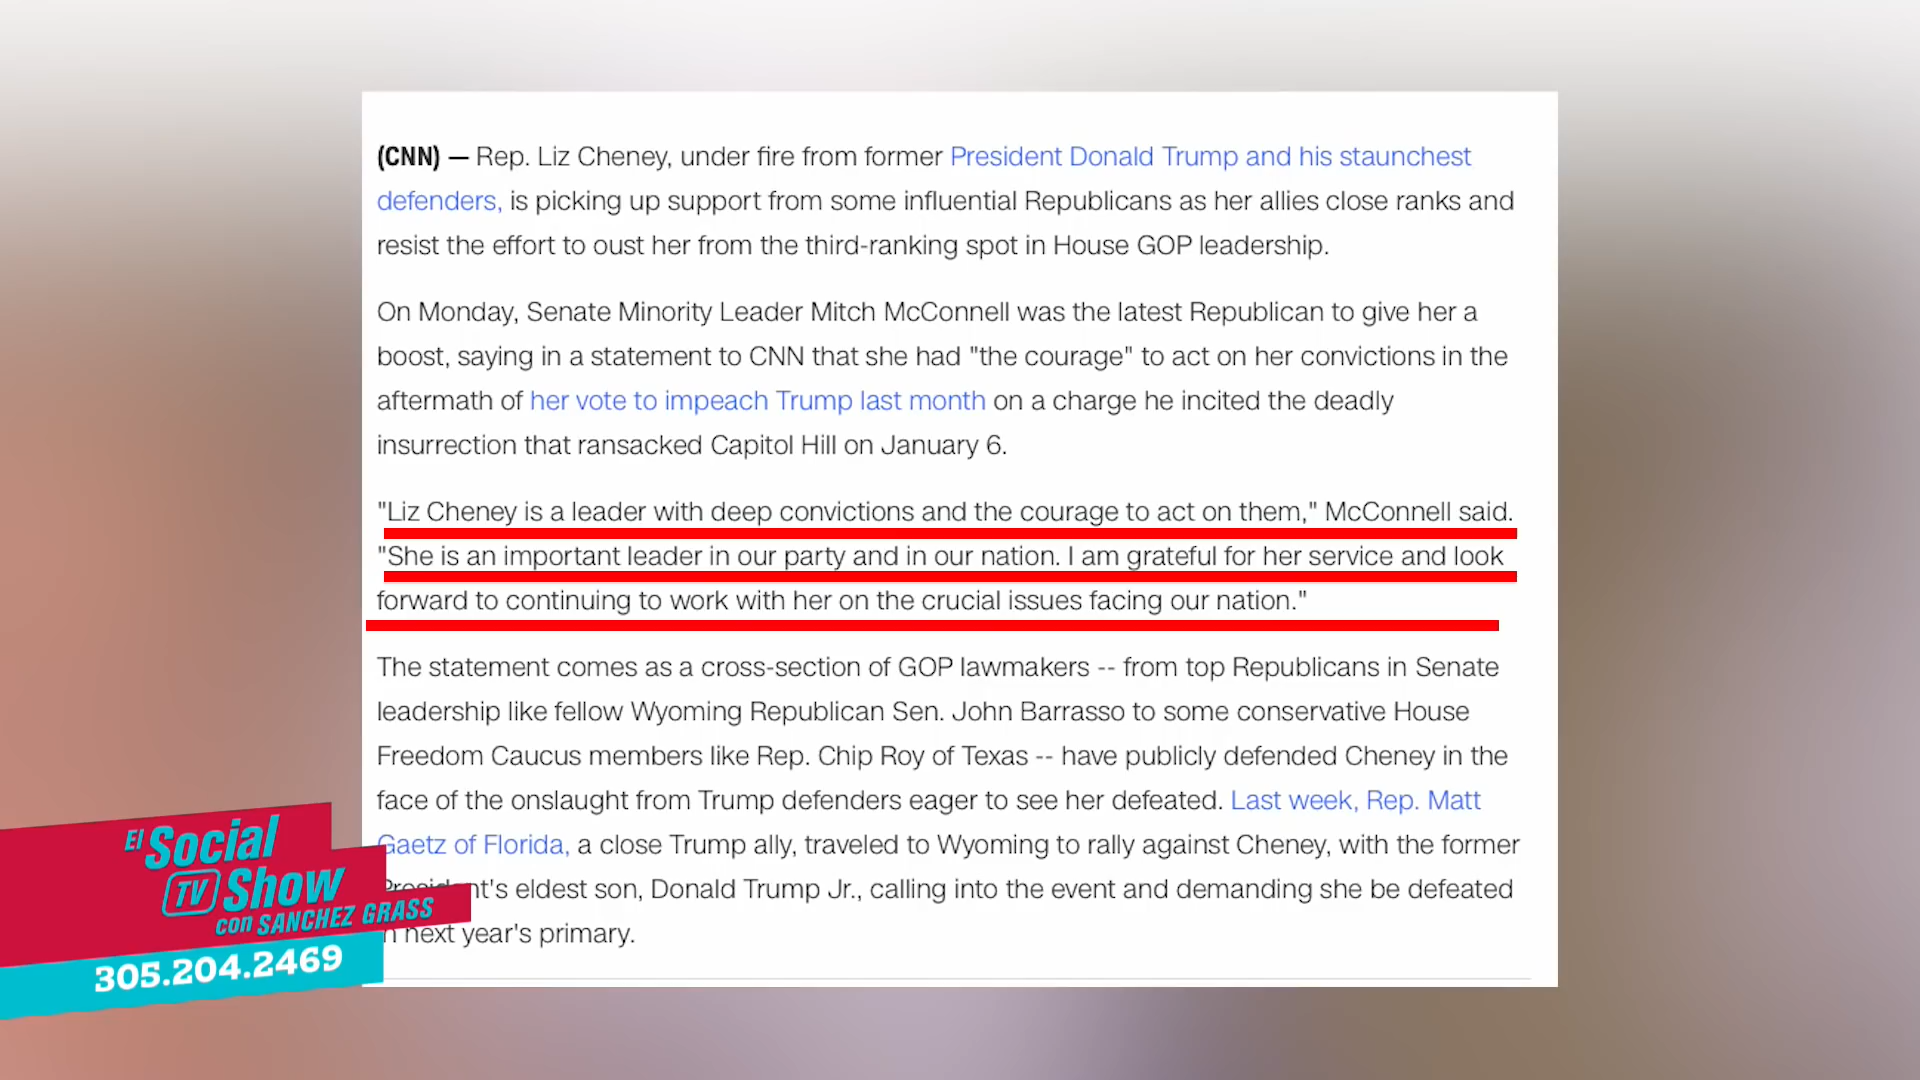 (CNN) — Rep. Liz Cheney, under fire from former President Donald Trump and his staunchest
defenders, is picking up support from some influential Republicans as her allies close ranks and
resist the effort to oust her from the third-ranking spot in House GOP leadership.
On Monday, Senate Minority Leader Mitch McConnell was the latest Republican to give her a
boost, saying in a statement to CNN that she had "the courage" to act on her convictions in the
aftermath of her vote to impeach Trump last month on a charge he incited the deadly
insurrection that ransacked Capitol Hill on January 6.
"Liz Cheney is a leader with deep convictions and the courage to act on them," McConnell said.
"She is an important leader in our party and in our nation. I am grateful for her service and look
forward to continuing to work with her on the crucial issues facing our nation."
The statement comes as a cross-section of GOP lawmakers -- from top Republicans in Senate
leadership like fellow Wyoming Republican Sen. John Barrasso to some conservative House
Freedom Caucus members like Rep. Chip Roy of Texas -- have publicly defended Cheney in the
face of the onslaught from Trump defenders eager to see her defeated. Last week, Rep. Matt
Gaetz of Florida, a close Trump ally, traveled to Wyoming to rally against Cheney, with the former
President's eldest son, Donald Trump Jr., calling into the event and demanding she be defeated
in next year's primary.
El Social
TV Show
con SANCHEZ GRASS
305.204.2469